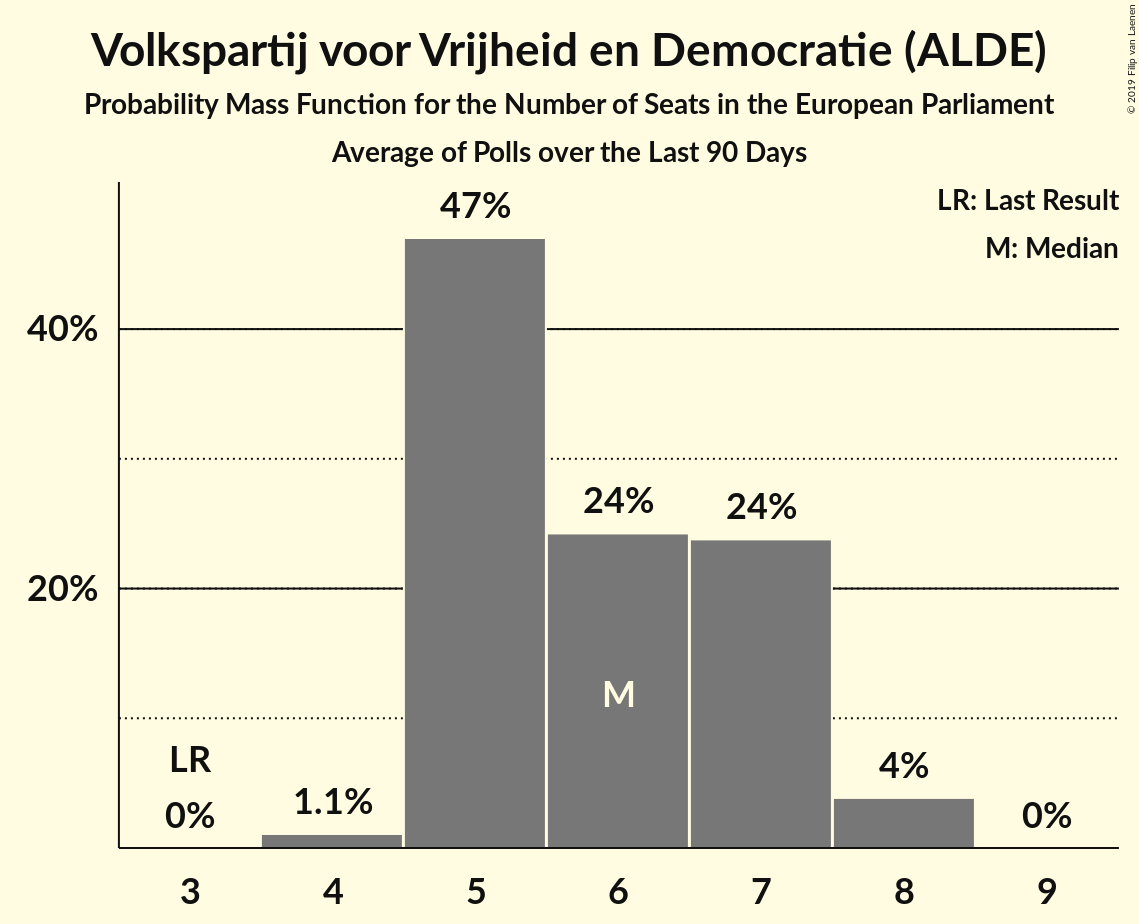 Volkspartij voor Vrijheid en Democratie (ALDE)
Probability Mass Function for the Number of Seats in the European Parliament
Average of Polls over the Last 90 Days
© 2019 Filip van Laenen
LR: Last Result
M: Median
47%
40%
24%
24%
20%
M
LR
0%
1.1%
4%
0%
3 4 5 6 7 8 9